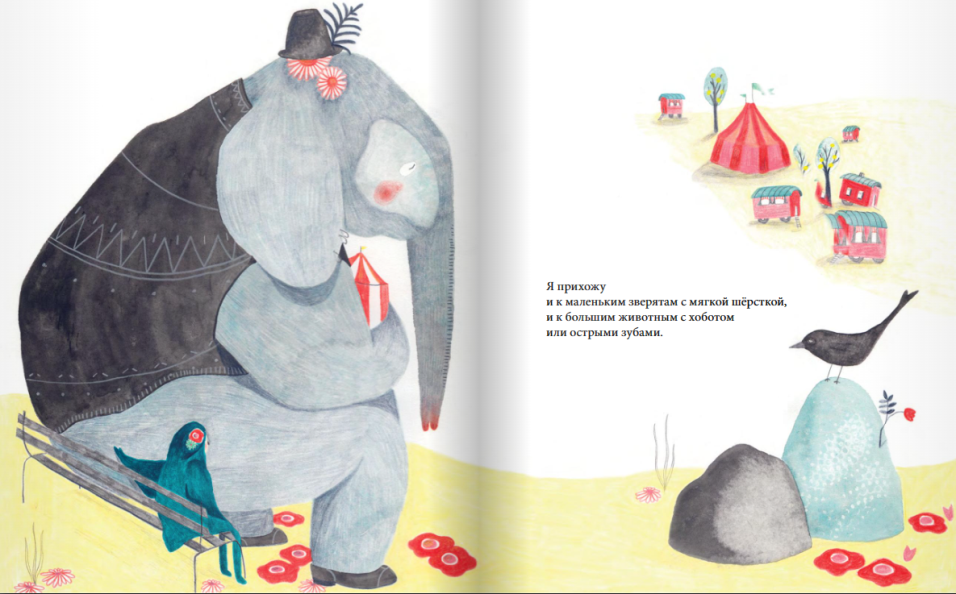 Я прихожу
и к маленьким зверятам с мягкой шёрсткой,
и к большим животным с хоботом
или острыми зубами.